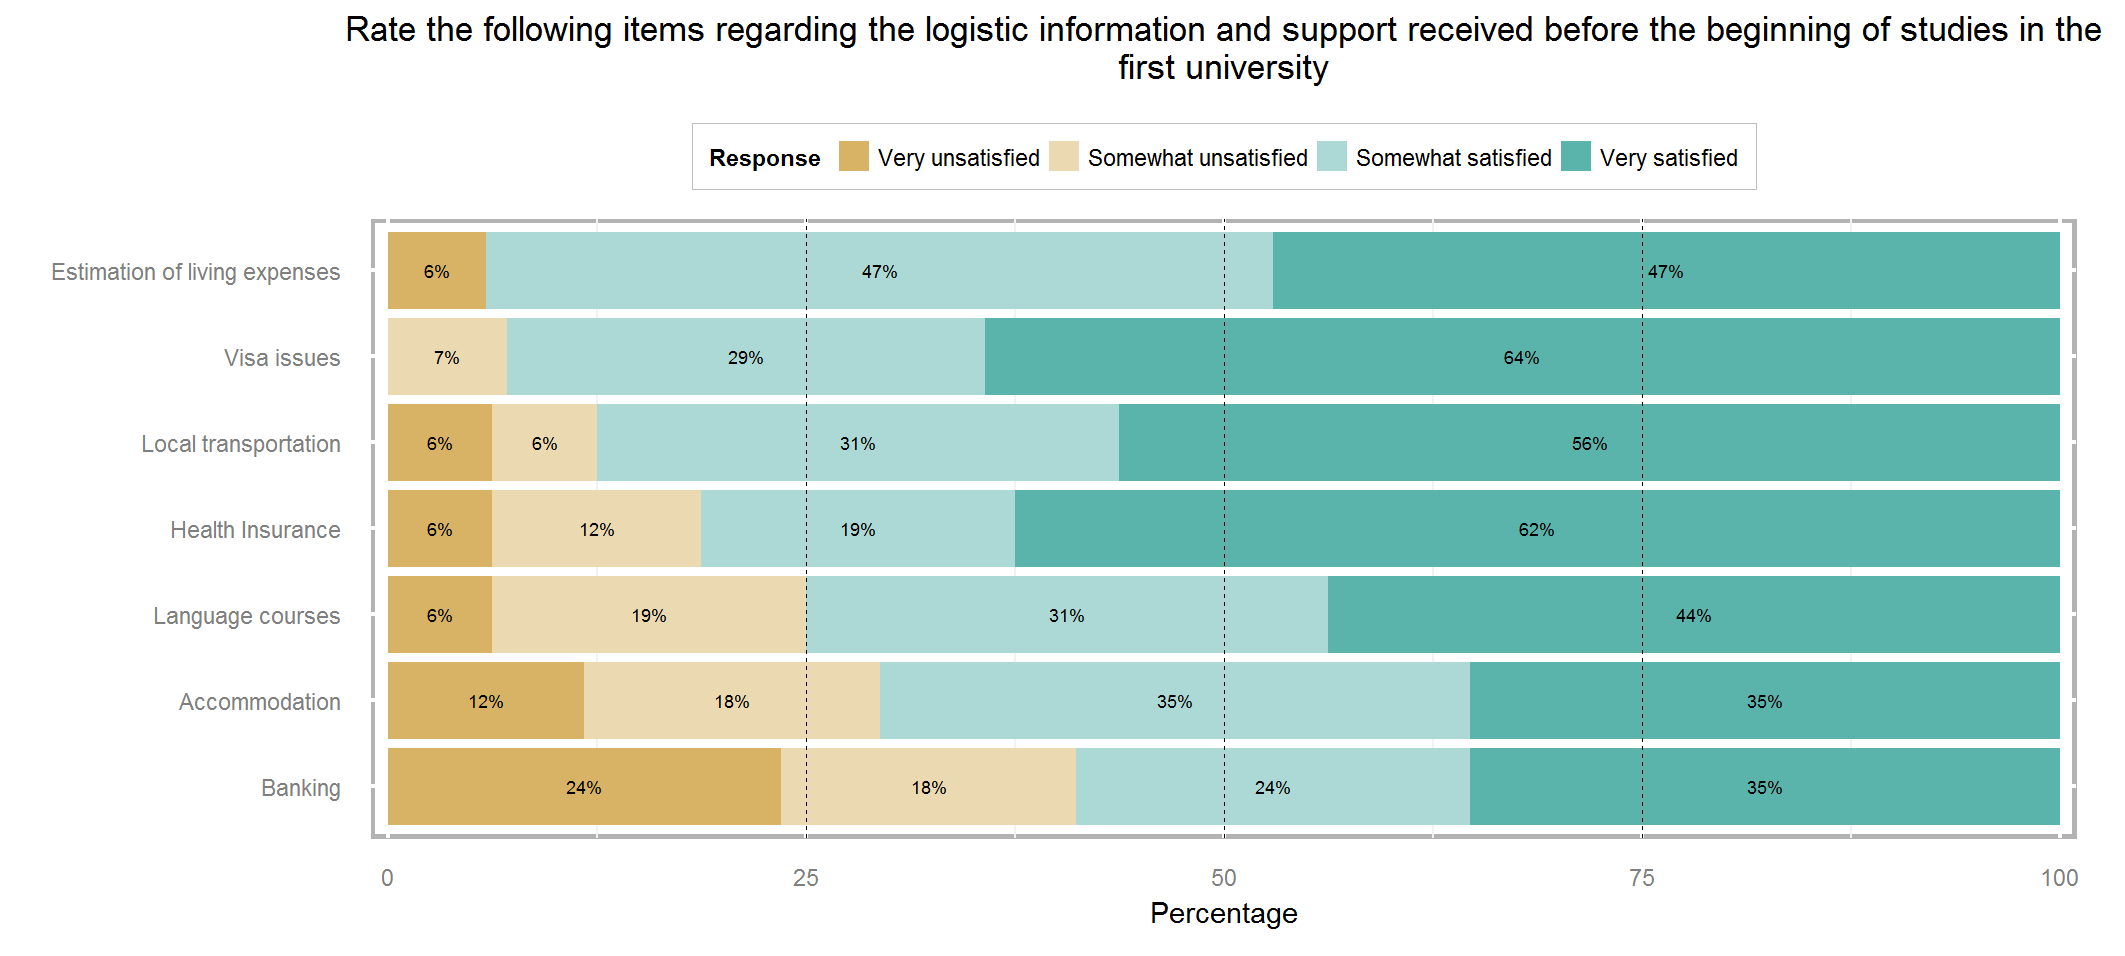 Rate the following items regarding the logistic information and support received before the beginning of studies in the
first university
Response Very unsatisfied Somewhat unsatisfied Somewhat satisfied Very satisfied
Estimation of living expenses 6% 47% 47%
Visa issues 7% 29% 64%
Local transportation 6% 6% 31% 56%
Health Insurance 6% 12% 19% 62%
Language courses 6% 19% 31% 44%
Accommodation 12% 18% 35% 35%
Banking 24% 18% 24% 35%
0 25 50 75 100
Percentage